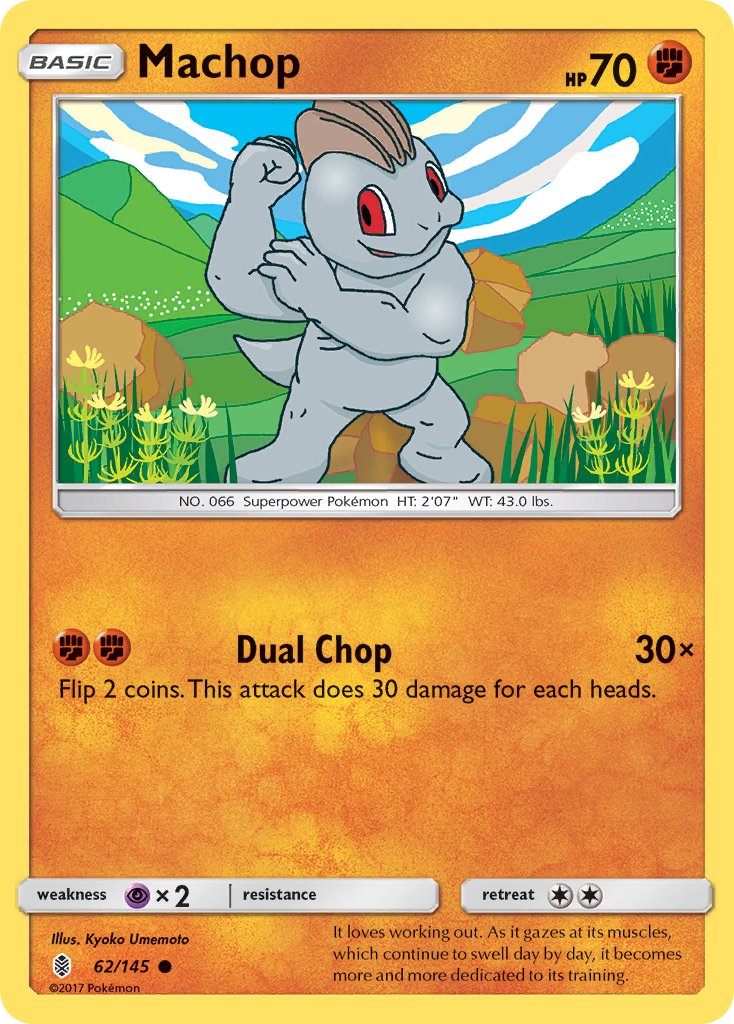 BASIC Machop HP 70
NO. 066 Superpower Pokémon HT: 2'07" WT: 43.0 lbs.
Dual Chop 30×
Flip 2 coins. This attack does 30 damage for each heads.
weakness × 2 resistance retreat
Illus. Kyoko Umemoto
62/145
©2017 Pokémon
It loves working out. As it gazes at its muscles,
which continue to swell day by day, it becomes
more and more dedicated to its training.